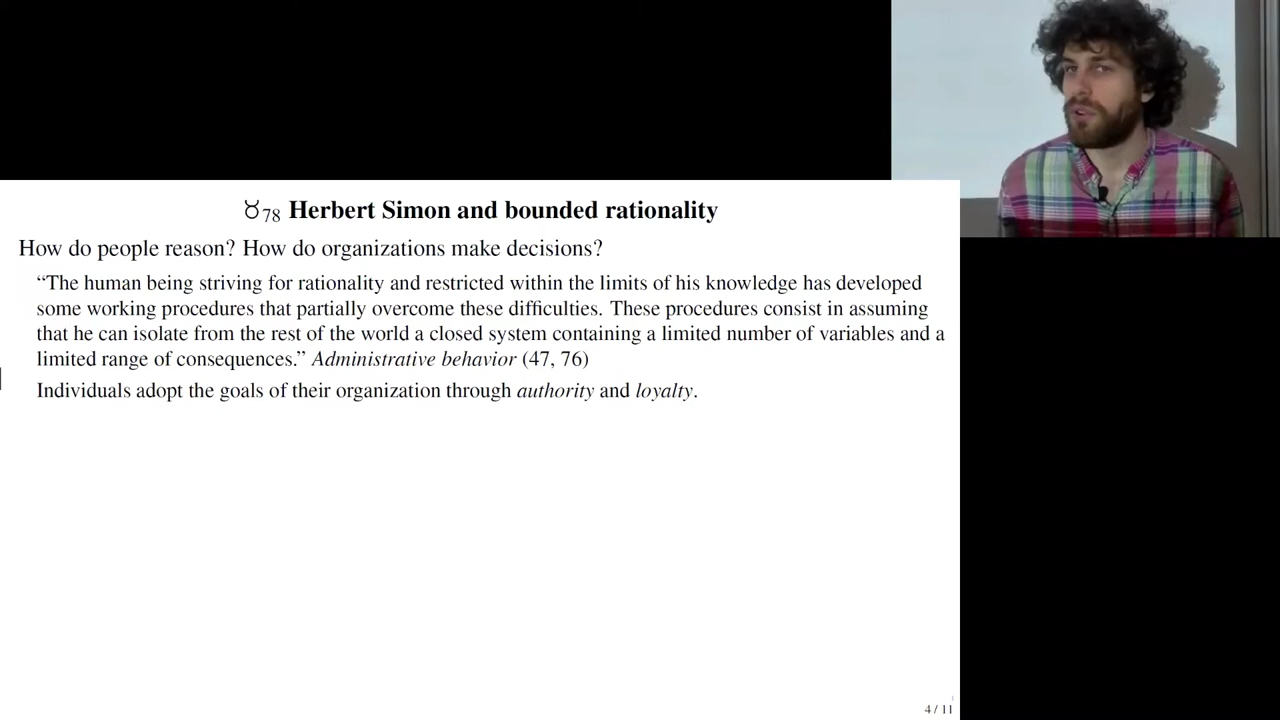 ♉78 Herbert Simon and bounded rationality
How do people reason? How do organizations make decisions?
“The human being striving for rationality and restricted within the limits of his knowledge has developed
some working procedures that partially overcome these difficulties. These procedures consist in assuming
that he can isolate from the rest of the world a closed system containing a limited number of variables and a
limited range of consequences.” Administrative behavior (47, 76)
Individuals adopt the goals of their organization through authority and loyalty.
4 / 11